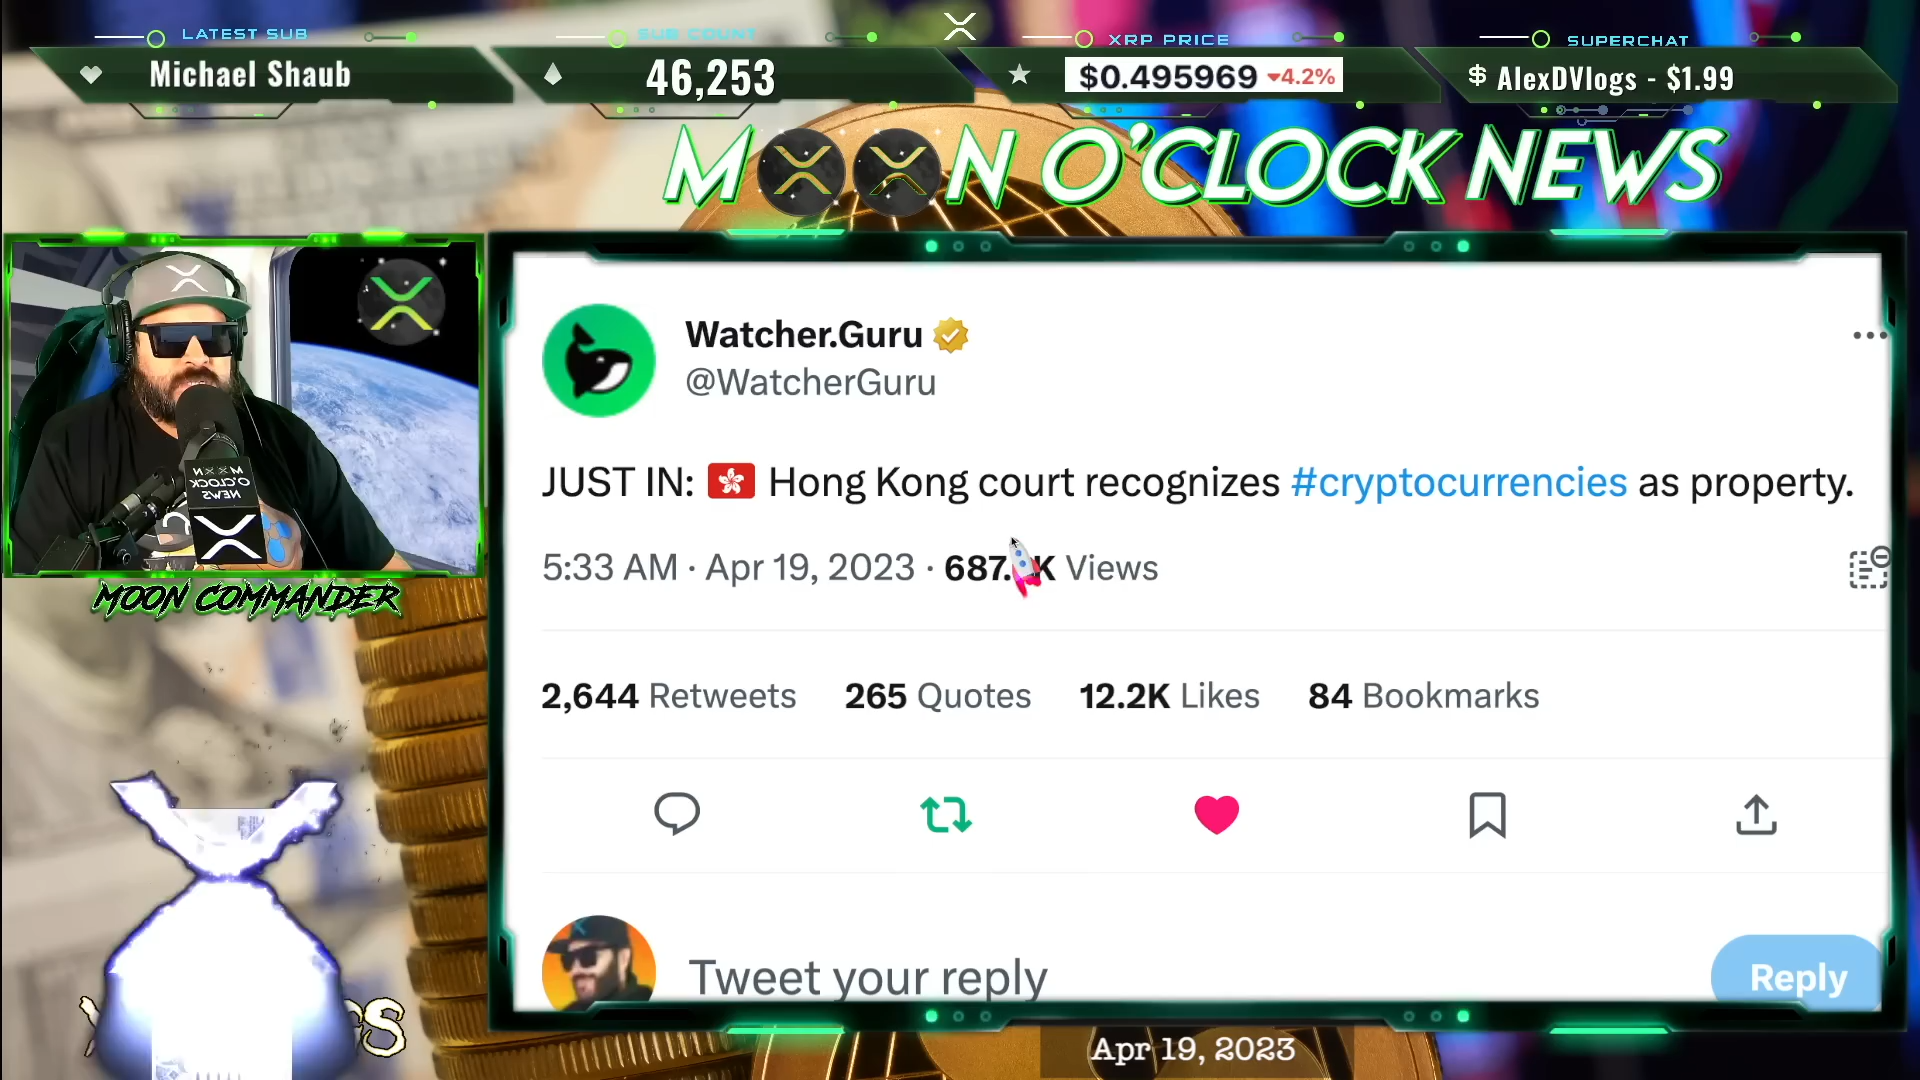 LATEST SUB
Michael Shaub
SUB COUNT
46,253
XRP PRICE
$0.495969 4.2%
SUPERCHAT
AlexDVlogs - $1.99
MOON O'CLOCK NEWS
Watcher.Guru
@WatcherGuru
JUST IN: 🇭🇰 Hong Kong court recognizes #cryptocurrencies as property.
5:33 AM · Apr 19, 2023 · 687. K Views
2,644 Retweets 265 Quotes 12.2K Likes 84 Bookmarks
Tweet your reply
Reply
MOON O'CLOCK NEWS
MOON COMMANDER
Apr 19, 2023